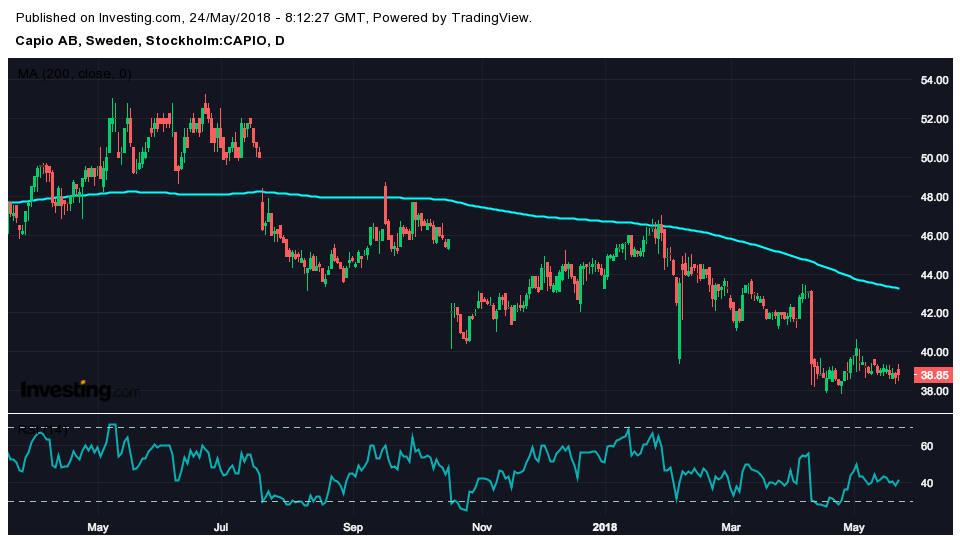 Published on Investing.com, 24/May/2018 - 8:12:27 GMT, Powered by TradingView.
Capio AB, Sweden, Stockholm:CAPIO, D
MA (200, close, 0)
54.00
52.00
50.00
48.00
46.00
44.00
42.00
40.00
38.85
38.00
Investing.com
60
40
May Jul Sep Nov 2018 Mar May